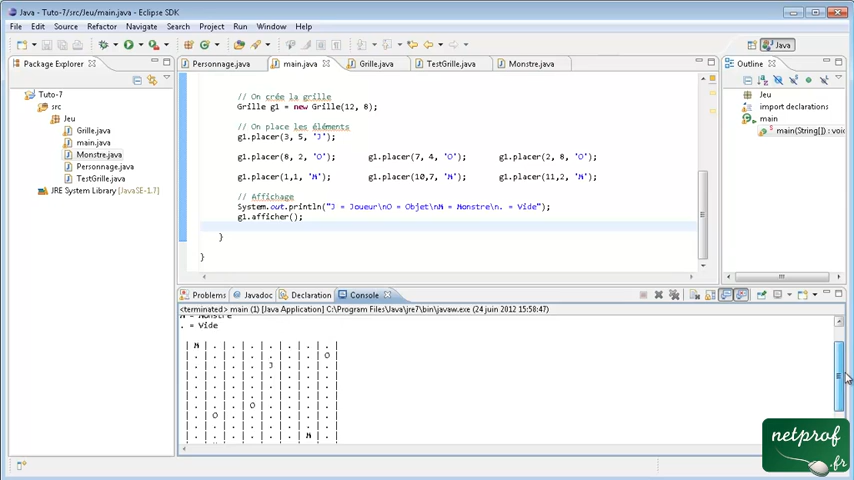 Java - Tuto-7/src/Jeu/main.java - Eclipse SDK
File Edit Source Refactor Navigate Search Project Run Window Help
Java
Package Explorer
Personnage.java main.java Grille.java TestGrille.java Monstre.java
Outline
Tuto-7
src
Jeu
Grille.java
main.java
Monstre.java
Personnage.java
TestGrille.java
JRE System Library [JavaSE-1.7]
// On crée la grille
Grille g1 = new Grille(12, 8);
// On place les éléments
g1.placer(3, 5, 'J');
g1.placer(8, 2, 'O'); g1.placer(7, 4, 'O'); g1.placer(2, 8, 'O');
g1.placer(1,1, 'M'); g1.placer(10,7, 'M'); g1.placer(11,2, 'M');
// Affichage
System.out.println("J = Joueur\nO = Objet\nM = Monstre\n. = Vide");
g1.afficher();
}
}
Jeu
import declarations
main
main(String[]) : voi
Problems Javadoc Declaration Console
<terminated> main (1) [Java Application] C:\Program Files\Java\jre7\bin\javaw.exe (24 juin 2012 15:58:47)
M = Monstre
. = Vide
| M | . | . | . | . | . | . | . |
| . | . | . | . | . | . | . | O |
| . | . | . | . | J | . | . | . |
| . | . | . | . | . | . | . | . |
| . | . | . | . | . | . | . | . |
| . | . | . | . | . | . | . | . |
| . | . | . | O | . | . | . | . |
| . | O | . | . | . | . | . | . |
| . | . | . | . | . | . | . | . |
| . | . | . | . | . | . | M | . |
netprof
.fr